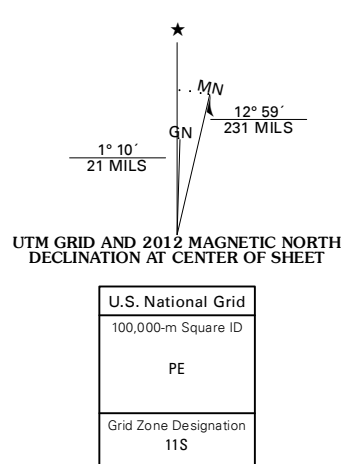 ★
MN
12° 59´
231 MILS
GN
1° 10´
21 MILS
UTM GRID AND 2012 MAGNETIC NORTH
DECLINATION AT CENTER OF SHEET
U.S. National Grid
100,000-m Square ID
PE
Grid Zone Designation
11S